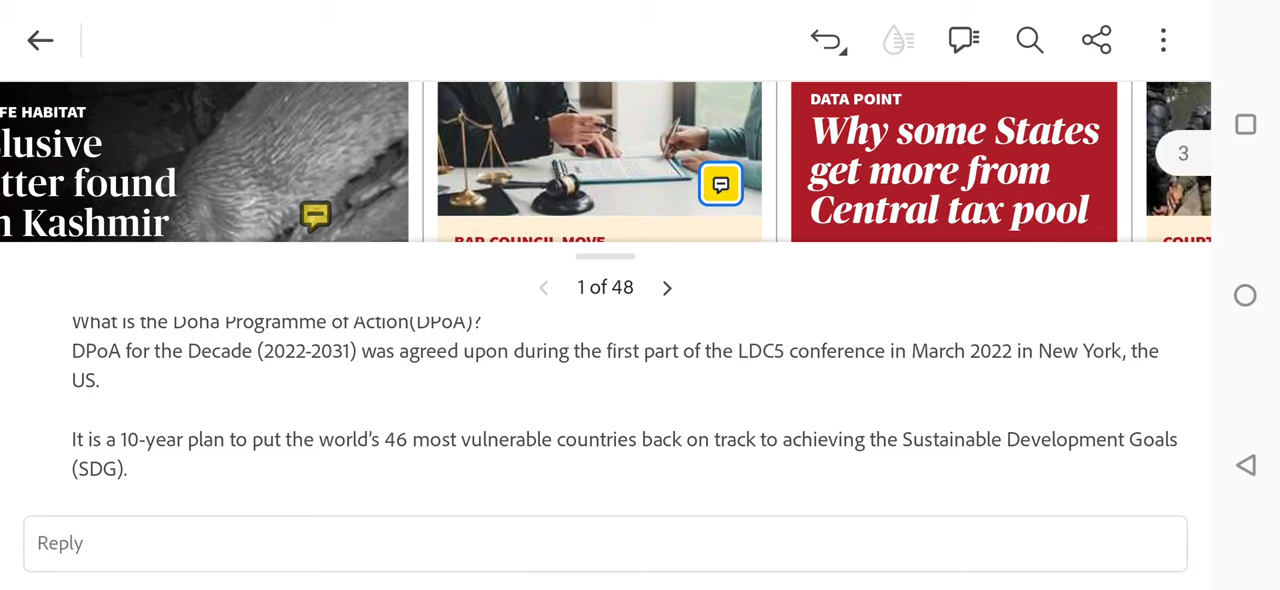 FE HABITAT
lusive
tter found
n Kashmir
BAR COUNCIL MOVE
DATA POINT
Why some States
get more from
Central tax pool
3
COURT
1 of 48
What is the Doha Programme of Action(DPoA)?
DPoA for the Decade (2022-2031) was agreed upon during the first part of the LDC5 conference in March 2022 in New York, the
US.
It is a 10-year plan to put the world’s 46 most vulnerable countries back on track to achieving the Sustainable Development Goals
(SDG).
Reply